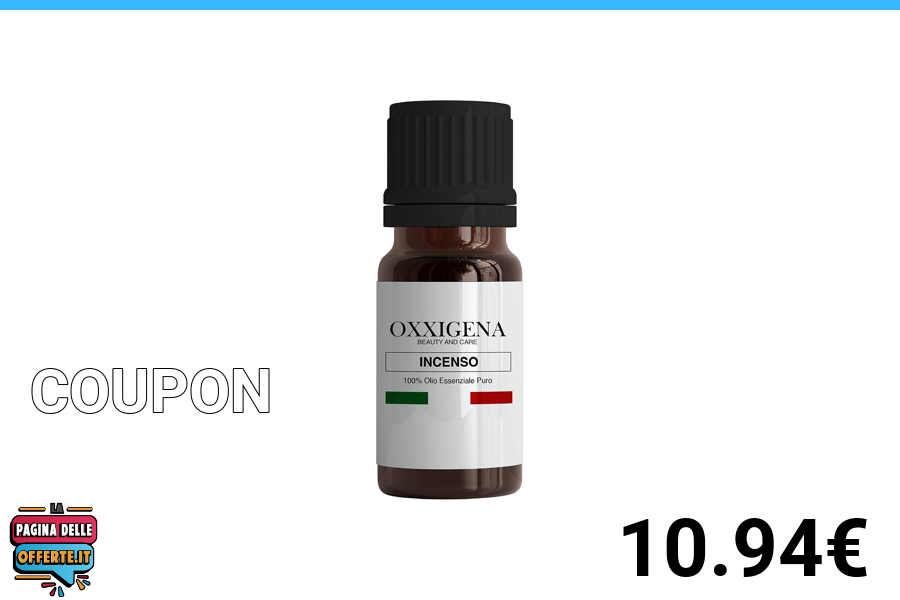 OXXIGENA
BEAUTY AND CARE
INCENSO
100% Olio Essenziale Puro
COUPON
LA
PAGINA DELLE
OFFERTE.IT
10.94€